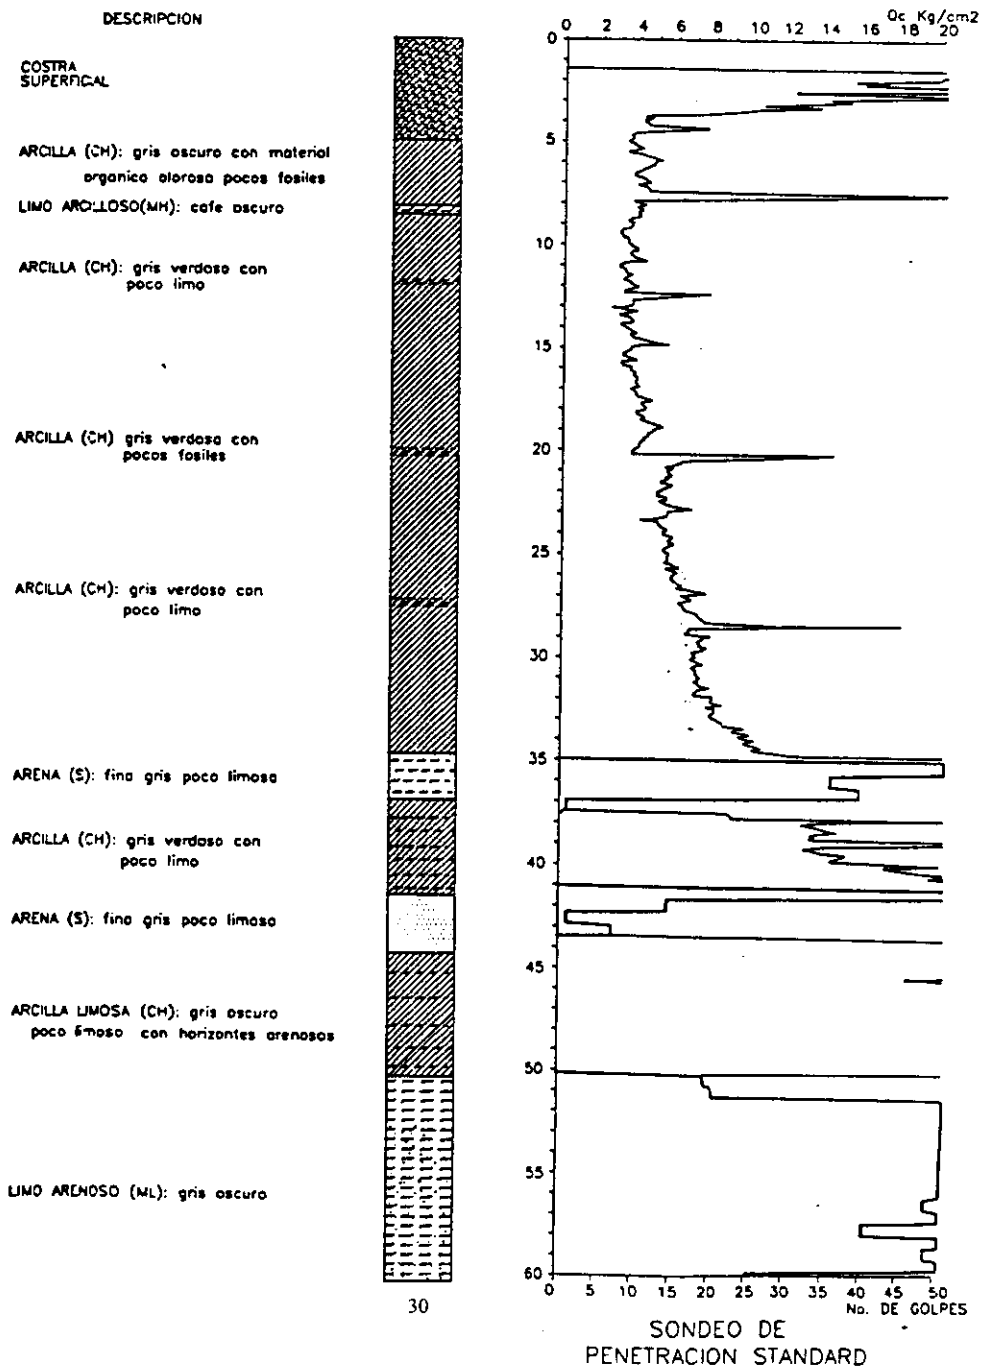 DESCRIPCION
COSTRA
SUPERFICIAL
ARCILLA (CH): gris oscuro con material
organico oloroso pocos fosiles
LIMO ARCILLOSO(MH): cafe oscuro
ARCILLA (CH): gris verdoso con
poco limo
ARCILLA (CH) gris verdoso con
pocos fosiles
ARCILLA (CH): gris verdoso con
poco limo
ARENA (S): fina gris poco limosa
ARCILLA (CH): gris verdoso con
poco limo
ARENA (S): fina gris poco limosa
ARCILLA LIMOSA (CH): gris oscuro
poco limoso con horizontes arenosos
LIMO ARENOSO (ML): gris oscuro
30
Qc Kg/cm2
0 2 4 6 8 10 12 14 16 18 20
0
5
10
15
20
25
30
35
40
45
50
55
60
0 5 10 15 20 25 30 35 40 45 50
No. DE GOLPES
SONDEO DE
PENETRACION STANDARD